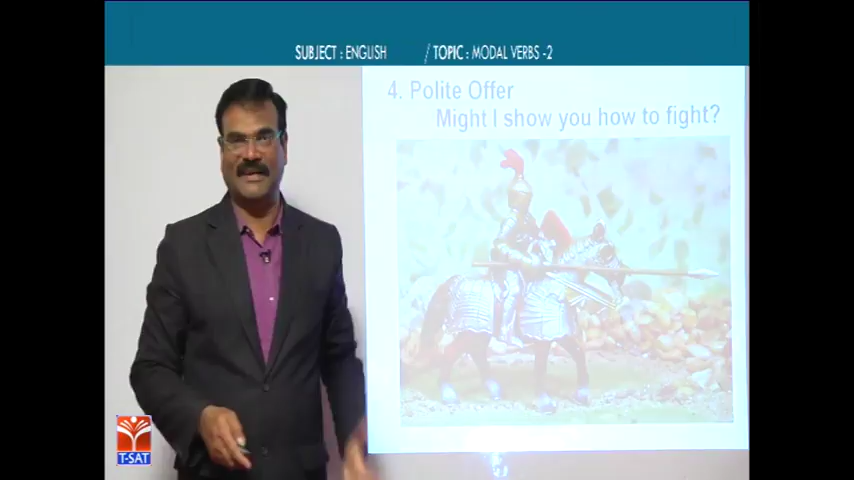 SUBJECT : ENGLISH / TOPIC : MODAL VERBS -2
4. Polite Offer
Might I show you how to fight?
T-SAT